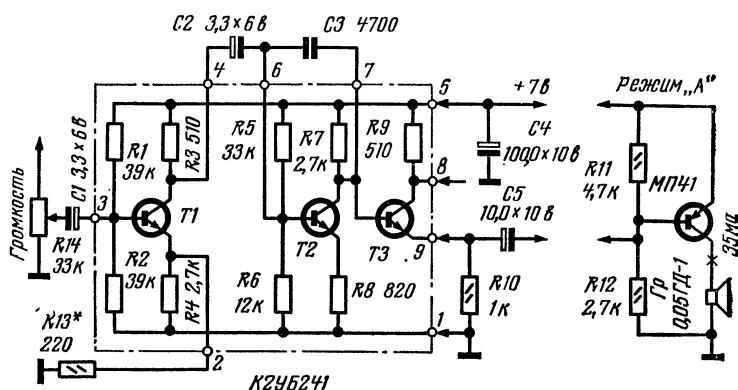 C2 3,3×6в
C3 4700
4
6
7
5
+7в
Режим „А"
Громкость
C1 3,3×6в
R1
39к
R3 510
R5
33к
R7
2,7к
R9
510
8
C4
100,0×10в
R11
4,7к
МП41
35ма
3
T1
T2
T3
9
C5
10,0×10в
R14
33к
R2
39к
R4 2,7к
R6
12к
R8 820
R10
1к
R12
2,7к
Гр
0,05ГД-1
R13*
220
2
1
К2УБ241